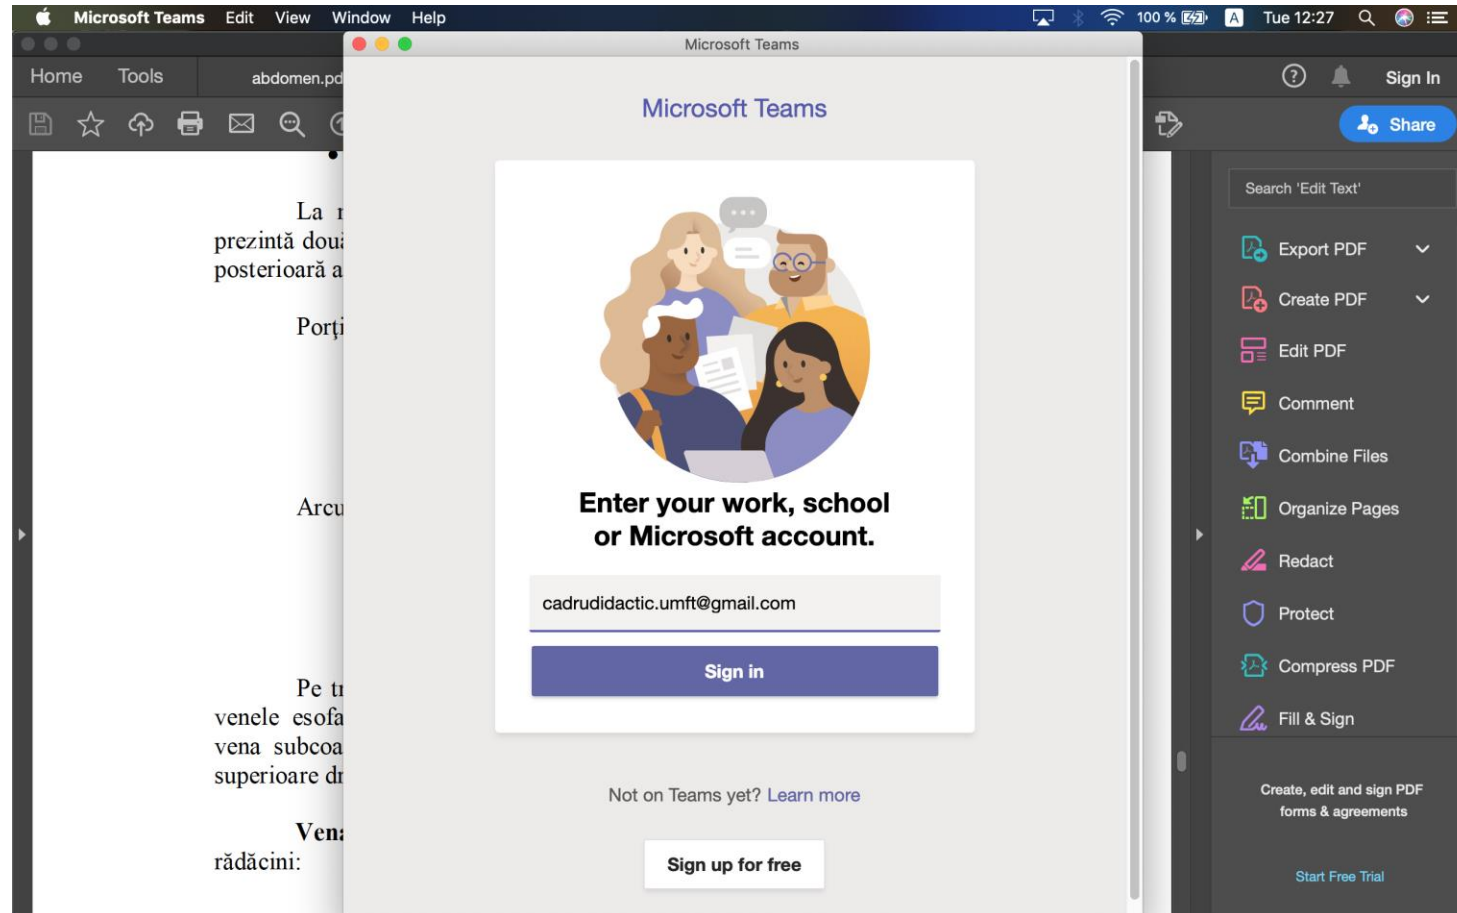 Microsoft Teams Edit View Window Help 100 % A Tue 12:27
Microsoft Teams
Home Tools abdomen.pd Sign In
Share
Microsoft Teams
La
prezintă două
posterioară a
Porți
Arcu
Pe tr
venele esofa
vena subcoa
superioare dr
Vena
rădăcini:
Enter your work, school
or Microsoft account.
cadrudidactic.umft@gmail.com
Sign in
Not on Teams yet? Learn more
Sign up for free
Search 'Edit Text'
Export PDF
Create PDF
Edit PDF
Comment
Combine Files
Organize Pages
Redact
Protect
Compress PDF
Fill & Sign
Create, edit and sign PDF
forms & agreements
Start Free Trial